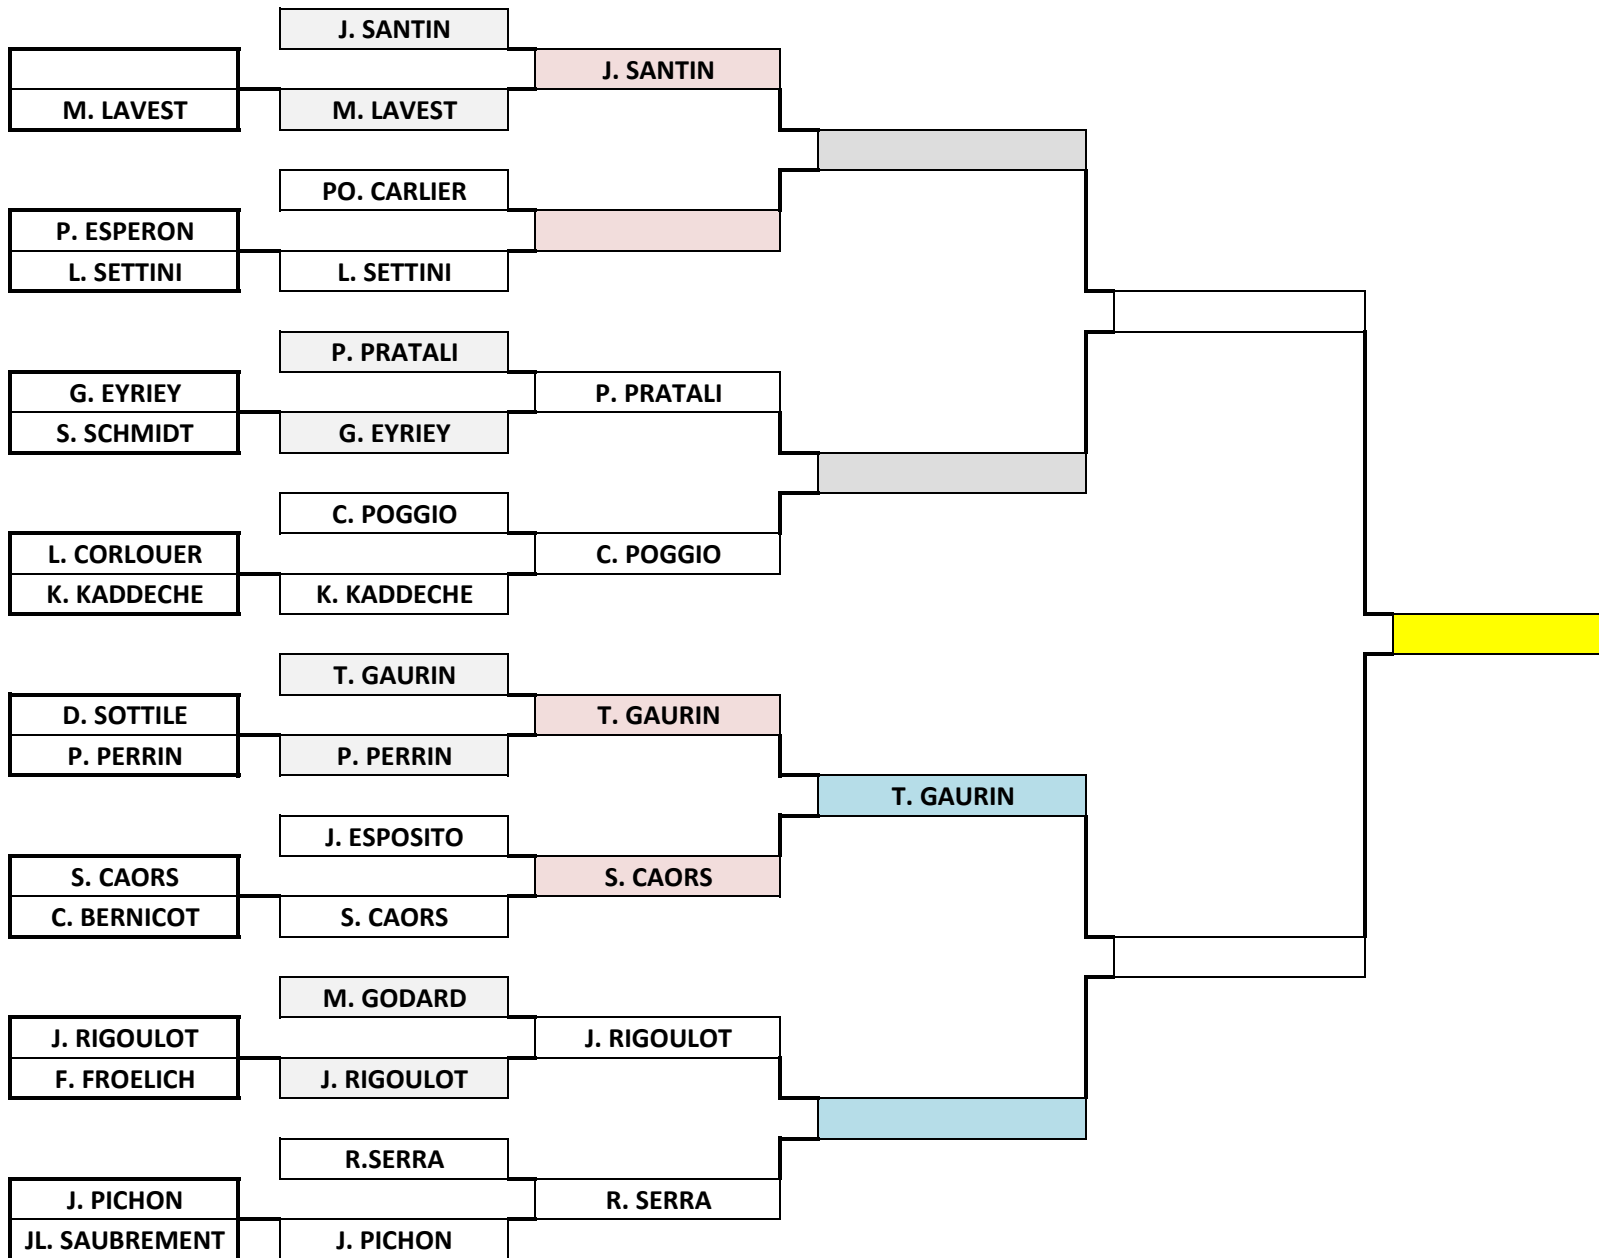 J. SANTIN
J. SANTIN
M. LAVEST
M. LAVEST
PO. CARLIER
P. ESPERON
L. SETTINI
L. SETTINI
P. PRATALI
G. EYRIEY
P. PRATALI
S. SCHMIDT
G. EYRIEY
C. POGGIO
L. CORLOUER
C. POGGIO
K. KADDECHE
K. KADDECHE
T. GAURIN
D. SOTTILE
T. GAURIN
P. PERRIN
P. PERRIN
T. GAURIN
J. ESPOSITO
S. CAORS
S. CAORS
C. BERNICOT
S. CAORS
M. GODARD
J. RIGOULOT
J. RIGOULOT
F. FROELICH
J. RIGOULOT
R.SERRA
J. PICHON
R. SERRA
JL. SAUBREMENT
J. PICHON